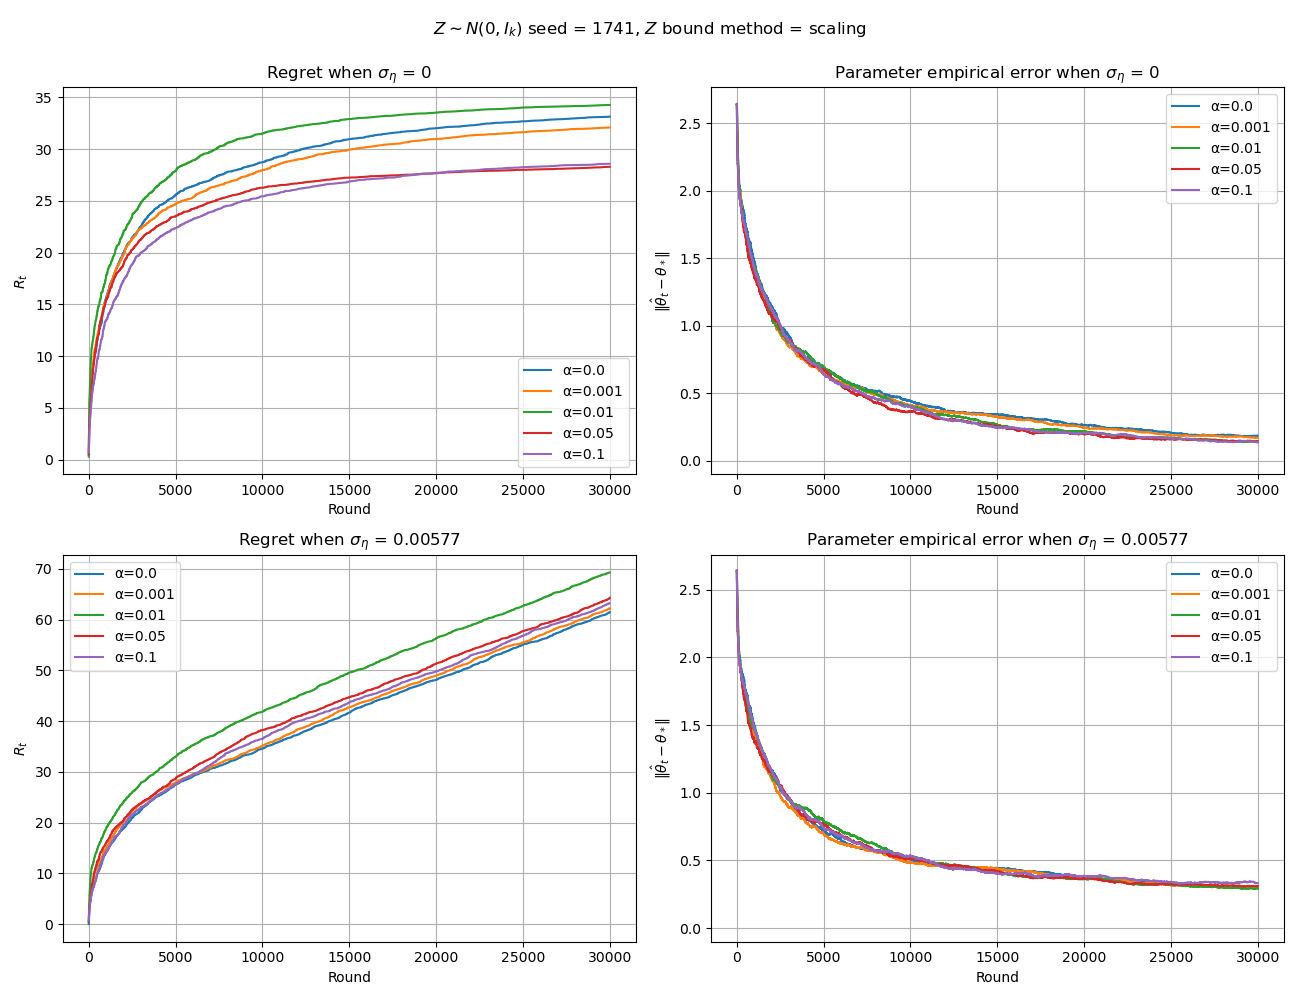 Z ∼ N(0, I_k) seed = 1741, Z bound method = scaling
Regret when σ_η = 0
R_t
35
30
25
20
15
10
5
0
α=0.0
α=0.001
α=0.01
α=0.05
α=0.1
0 5000 10000 15000 20000 25000 30000
Round
Parameter empirical error when σ_η = 0
‖θ̂_t − θ_*‖
2.5
2.0
1.5
1.0
0.5
0.0
α=0.0
α=0.001
α=0.01
α=0.05
α=0.1
0 5000 10000 15000 20000 25000 30000
Round
Regret when σ_η = 0.00577
R_t
70
60
50
40
30
20
10
0
α=0.0
α=0.001
α=0.01
α=0.05
α=0.1
0 5000 10000 15000 20000 25000 30000
Round
Parameter empirical error when σ_η = 0.00577
‖θ̂_t − θ_*‖
2.5
2.0
1.5
1.0
0.5
0.0
α=0.0
α=0.001
α=0.01
α=0.05
α=0.1
0 5000 10000 15000 20000 25000 30000
Round